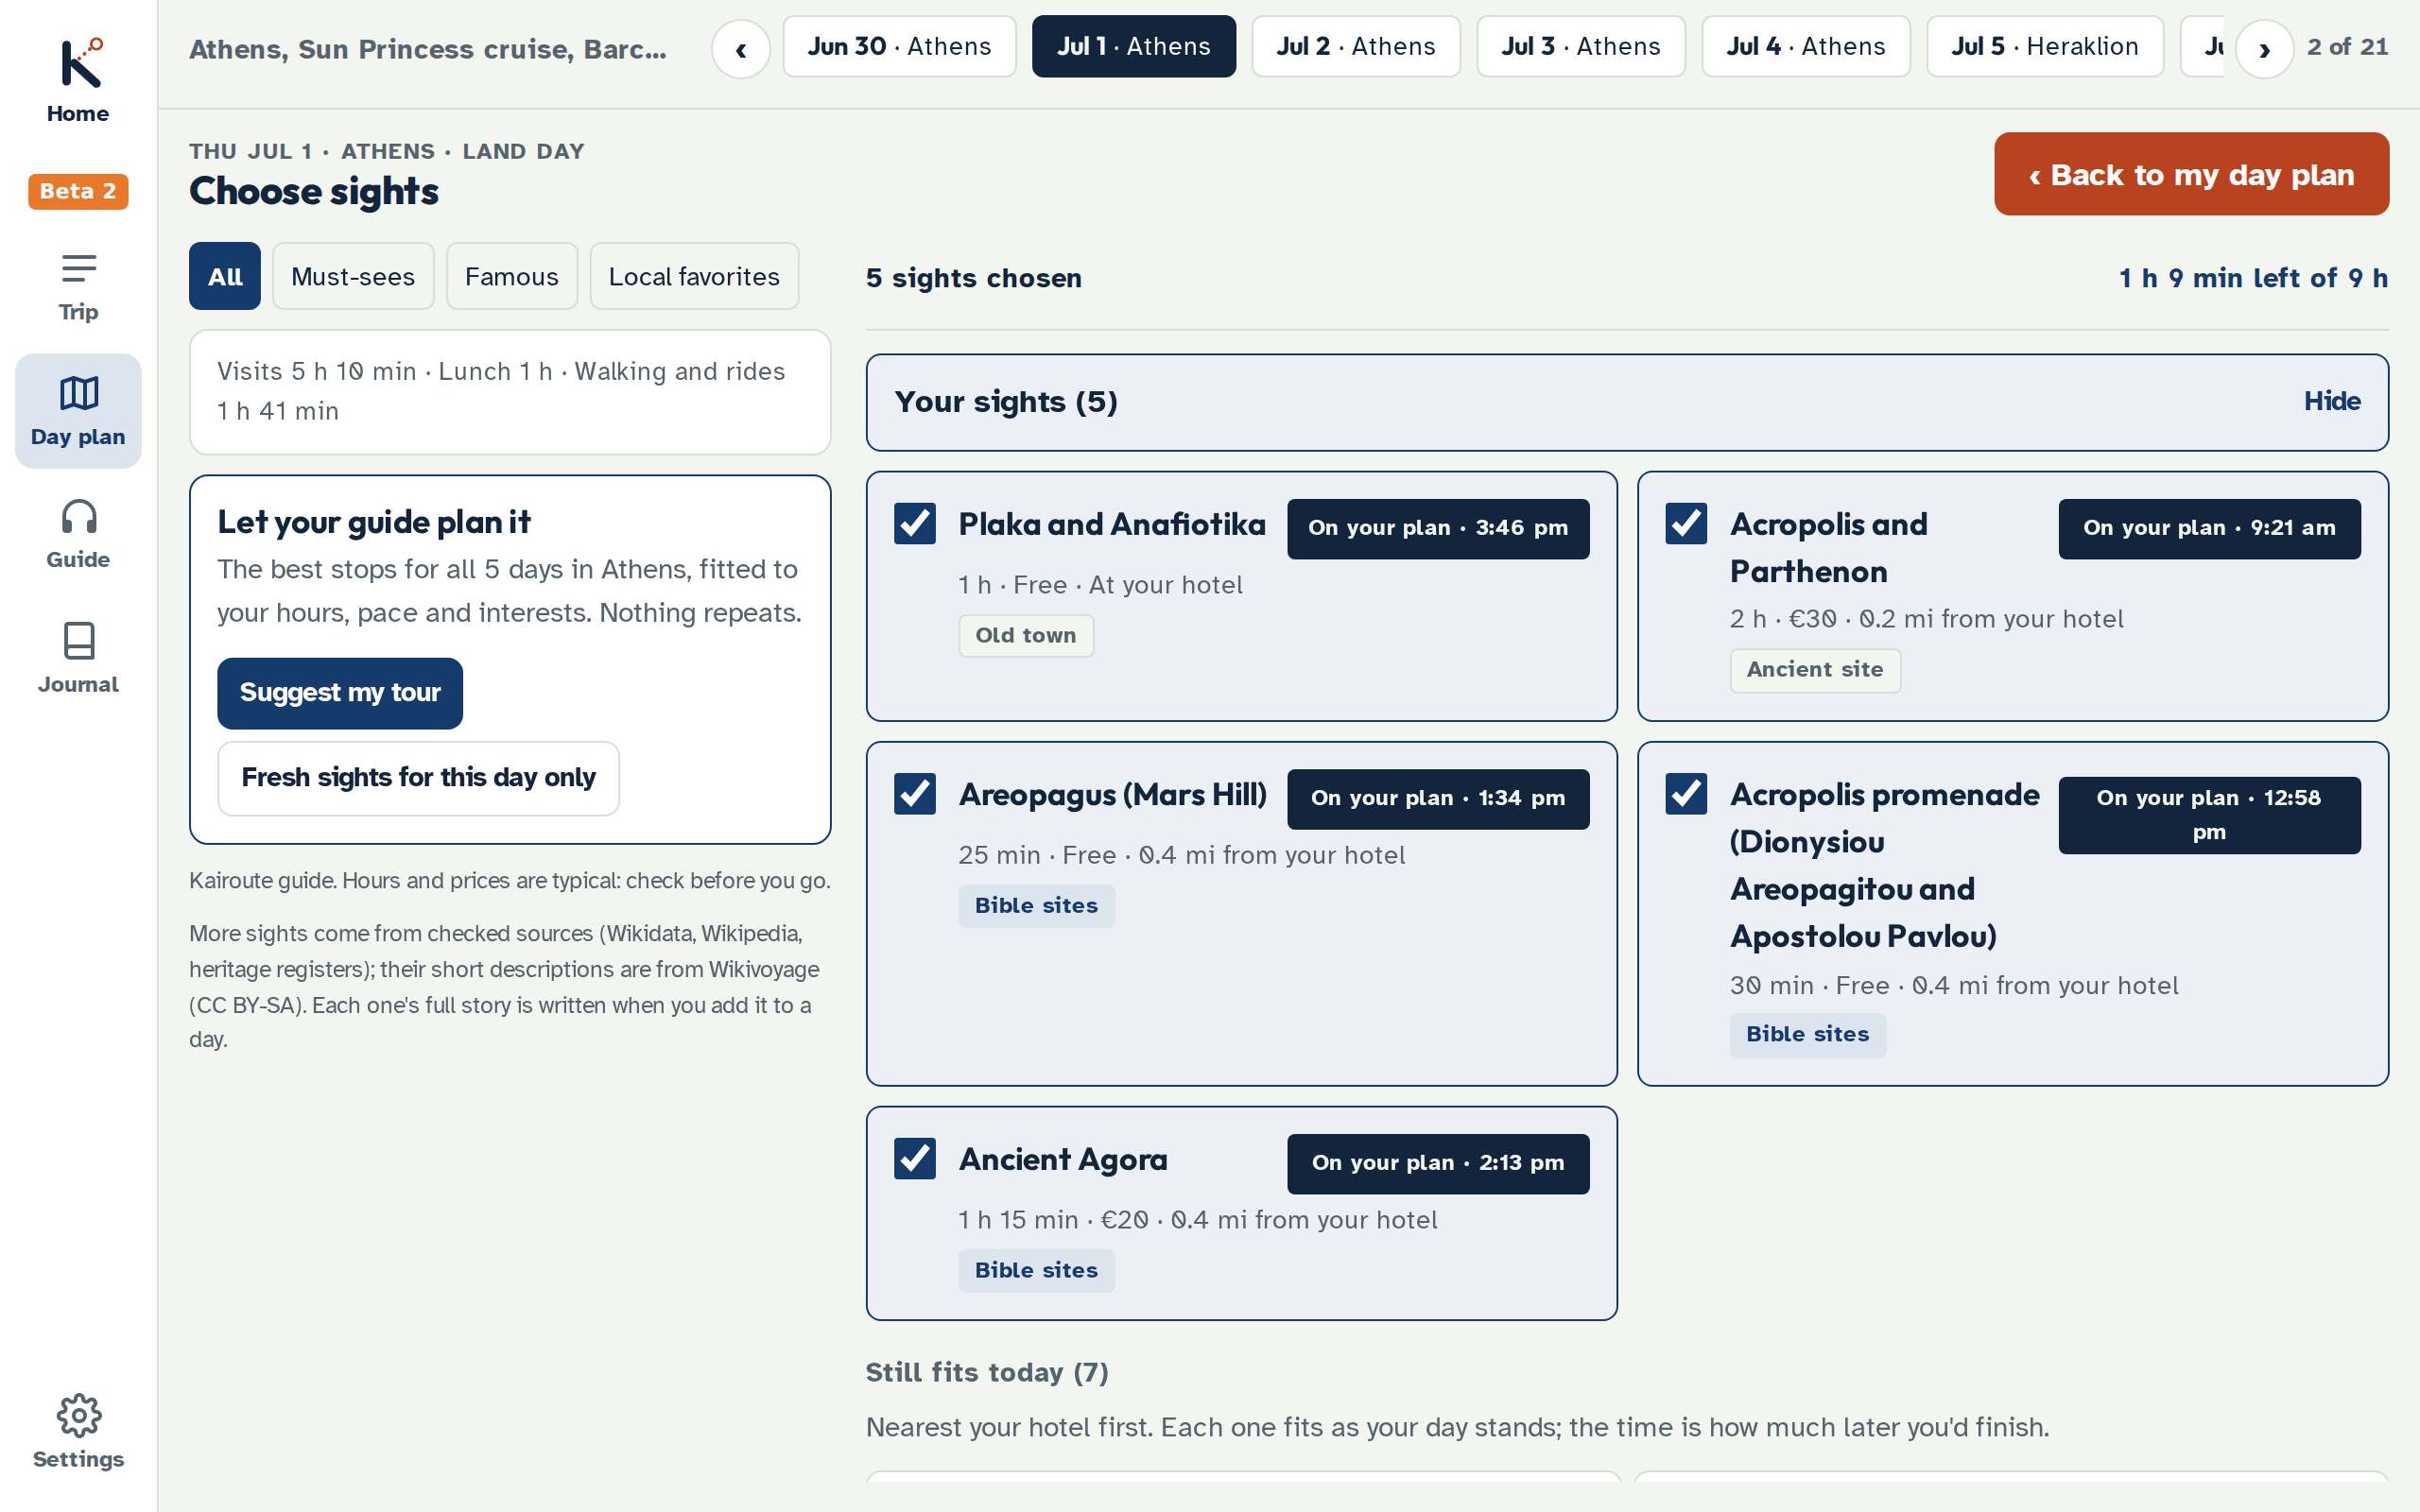 Home
Beta 2
Trip
Day plan
Guide
Journal
Settings
Athens, Sun Princess cruise, Barc...
‹
Jun 30 · Athens
Jul 1 · Athens
Jul 2 · Athens
Jul 3 · Athens
Jul 4 · Athens
Jul 5 · Heraklion
›
2 of 21
THU JUL 1 · ATHENS · LAND DAY
Choose sights
‹ Back to my day plan
All
Must-sees
Famous
Local favorites
Visits 5 h 10 min · Lunch 1 h · Walking and rides
1 h 41 min
Let your guide plan it
The best stops for all 5 days in Athens, fitted to
your hours, pace and interests. Nothing repeats.
Suggest my tour
Fresh sights for this day only
Kairoute guide. Hours and prices are typical: check before you go.
More sights come from checked sources (Wikidata, Wikipedia,
heritage registers); their short descriptions are from Wikivoyage
(CC BY-SA). Each one's full story is written when you add it to a
day.
5 sights chosen
1 h 9 min left of 9 h
Your sights (5)
Hide
Plaka and Anafiotika
On your plan · 3:46 pm
1 h · Free · At your hotel
Old town
Acropolis and
Parthenon
On your plan · 9:21 am
2 h · €30 · 0.2 mi from your hotel
Ancient site
Areopagus (Mars Hill)
On your plan · 1:34 pm
25 min · Free · 0.4 mi from your hotel
Bible sites
Acropolis promenade
(Dionysiou
Areopagitou and
Apostolou Pavlou)
On your plan · 12:58
pm
30 min · Free · 0.4 mi from your hotel
Bible sites
Ancient Agora
On your plan · 2:13 pm
1 h 15 min · €20 · 0.4 mi from your hotel
Bible sites
Still fits today (7)
Nearest your hotel first. Each one fits as your day stands; the time is how much later you'd finish.